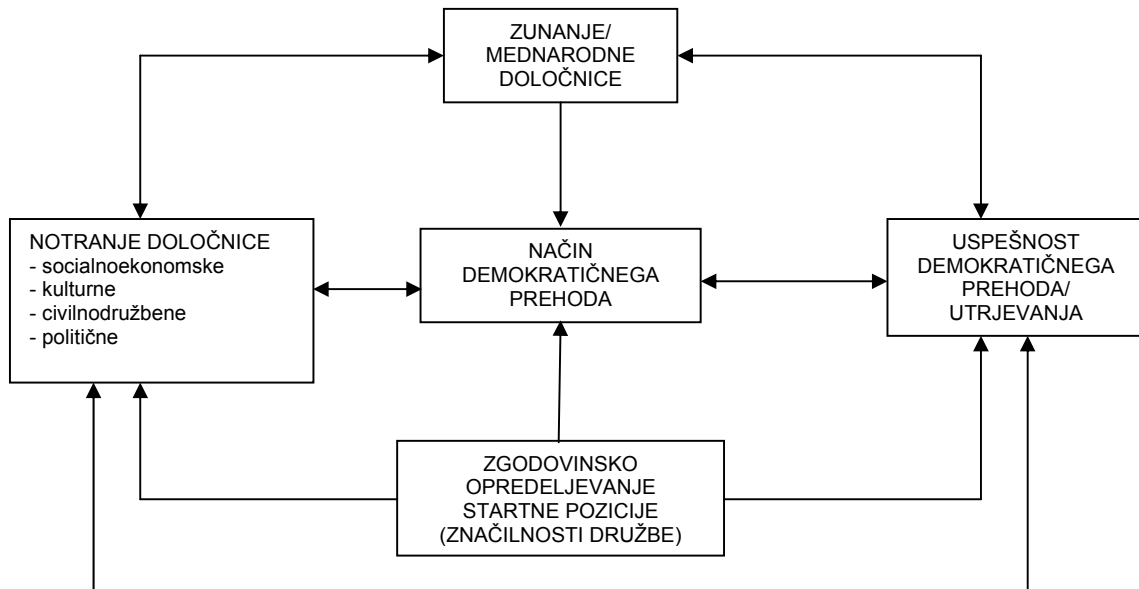 ZUNANJE/
MEDNARODNE
DOLOČNICE
NOTRANJE DOLOČNICE
- socialnoekonomske
- kulturne
- civilnodružbene
- politične
NAČIN
DEMOKRATIČNEGA
PREHODA
USPEŠNOST
DEMOKRATIČNEGA
PREHODA/
UTRJEVANJA
ZGODOVINSKO
OPREDELJEVANJE
STARTNE POZICIJE
(ZNAČILNOSTI DRUŽBE)